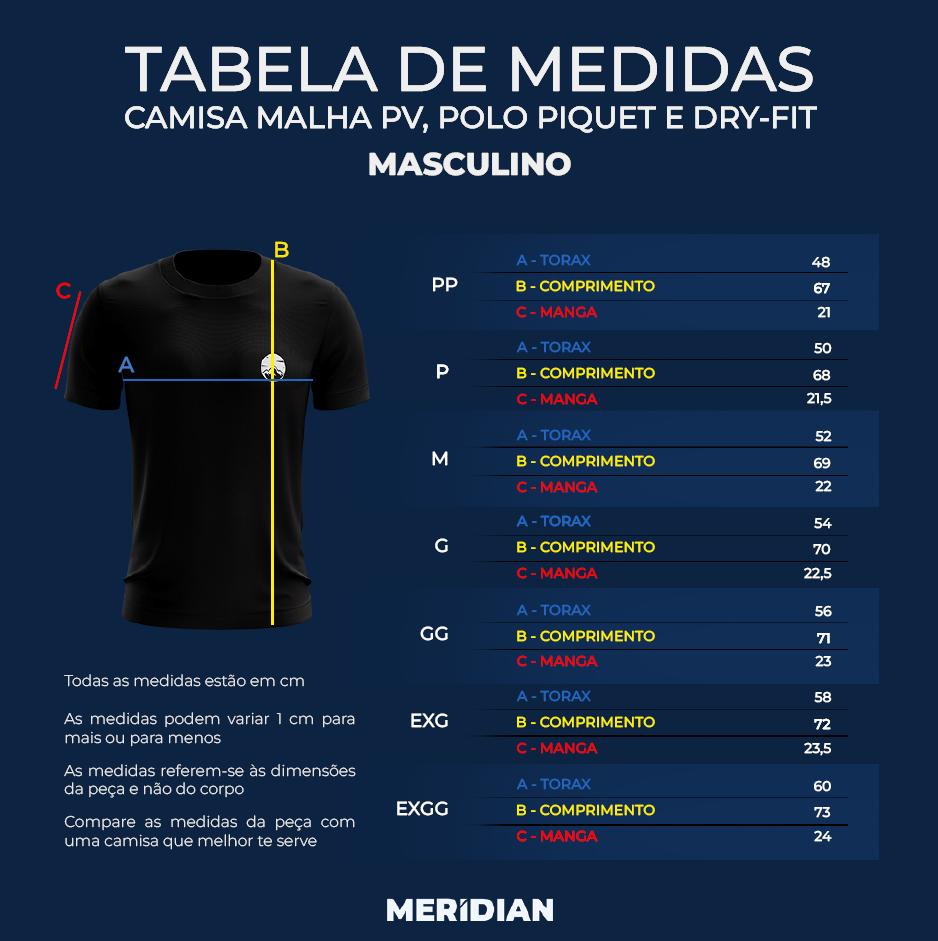 TABELA DE MEDIDAS
CAMISA MALHA PV, POLO PIQUET E DRY-FIT
MASCULINO
B
C
A
PP
A - TORAX 48
B - COMPRIMENTO 67
C - MANGA 21
P
A - TORAX 50
B - COMPRIMENTO 68
C - MANGA 21,5
M
A - TORAX 52
B - COMPRIMENTO 69
C - MANGA 22
G
A - TORAX 54
B - COMPRIMENTO 70
C - MANGA 22,5
GG
A - TORAX 56
B - COMPRIMENTO 71
C - MANGA 23
EXG
A - TORAX 58
B - COMPRIMENTO 72
C - MANGA 23,5
EXGG
A - TORAX 60
B - COMPRIMENTO 73
C - MANGA 24
Todas as medidas estão em cm
As medidas podem variar 1 cm para
mais ou para menos
As medidas referem-se às dimensões
da peça e não do corpo
Compare as medidas da peça com
uma camisa que melhor te serve
MERIDIAN